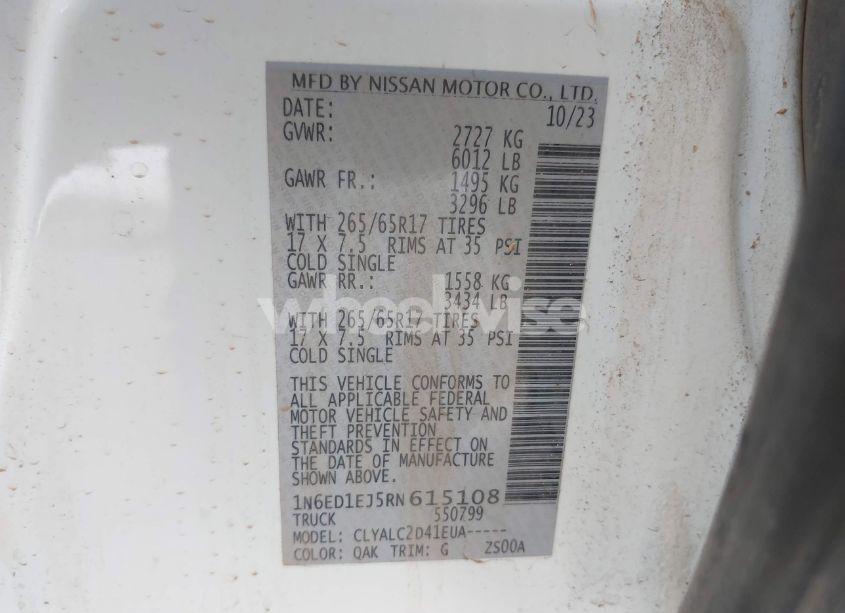 MFD BY NISSAN MOTOR CO., LTD.
DATE: 10/23
GVWR: 2727 KG
6012 LB
GAWR FR.: 1495 KG
3296 LB
WITH 265/65R17 TIRES
17 X 7.5 RIMS AT 35 PSI
COLD SINGLE
GAWR RR.: 1558 KG
3434 LB
wheelwise
WITH 265/65R17 TIRES
17 X 7.5 RIMS AT 35 PSI
COLD SINGLE
THIS VEHICLE CONFORMS TO
ALL APPLICABLE FEDERAL
MOTOR VEHICLE SAFETY AND
THEFT PREVENTION
STANDARDS IN EFFECT ON
THE DATE OF MANUFACTURE
SHOWN ABOVE.
1N6ED1EJ5RN615108
TRUCK 550799
MODEL: CLYALC2D41EUA-----
COLOR: QAK TRIM: G ZS00A